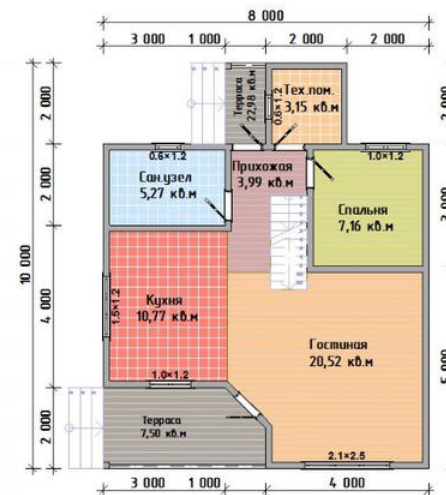 8 000
3 000
1 000
2 000
2 000
2 000
2 000
Терраса
22,98 кв.м
Тех.пом.
3,15 кв.м
0.6×1.2
0.6×1.2
1.0×1.2
Сан.узел
5,27 кв.м
Прихожая
3,99 кв.м
Спальня
7,16 кв.м
2 000
10 000
4 000
1.5×1.2
Кухня
10,77 кв.м
Гостиная
20,52 кв.м
1.0×1.2
2 000
Терраса
7,50 кв.м
2.1×2.5
3 000
1 000
4 000